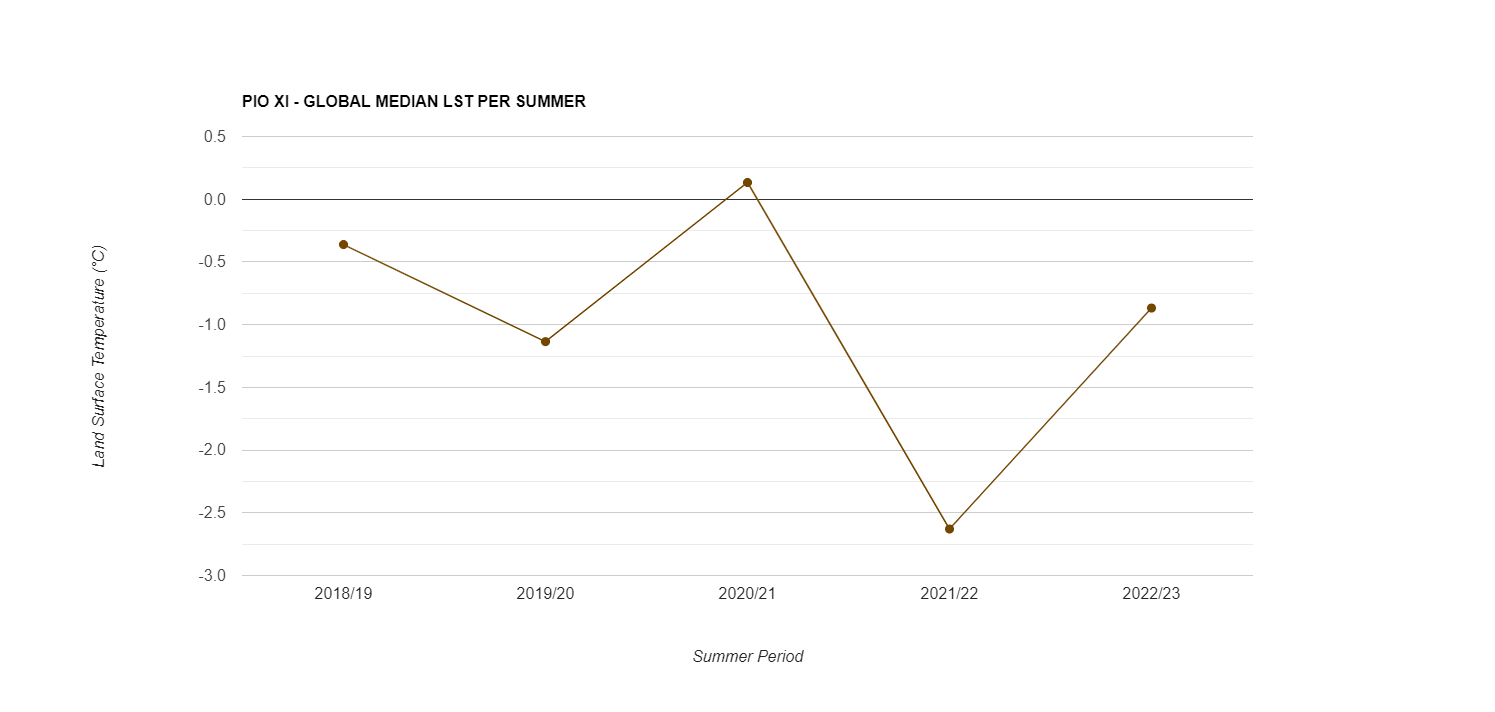 PIO XI - GLOBAL MEDIAN LST PER SUMMER
0.5
0.0
-0.5
-1.0
-1.5
-2.0
-2.5
-3.0
Land Surface Temperature (°C)
2018/19 2019/20 2020/21 2021/22 2022/23
Summer Period